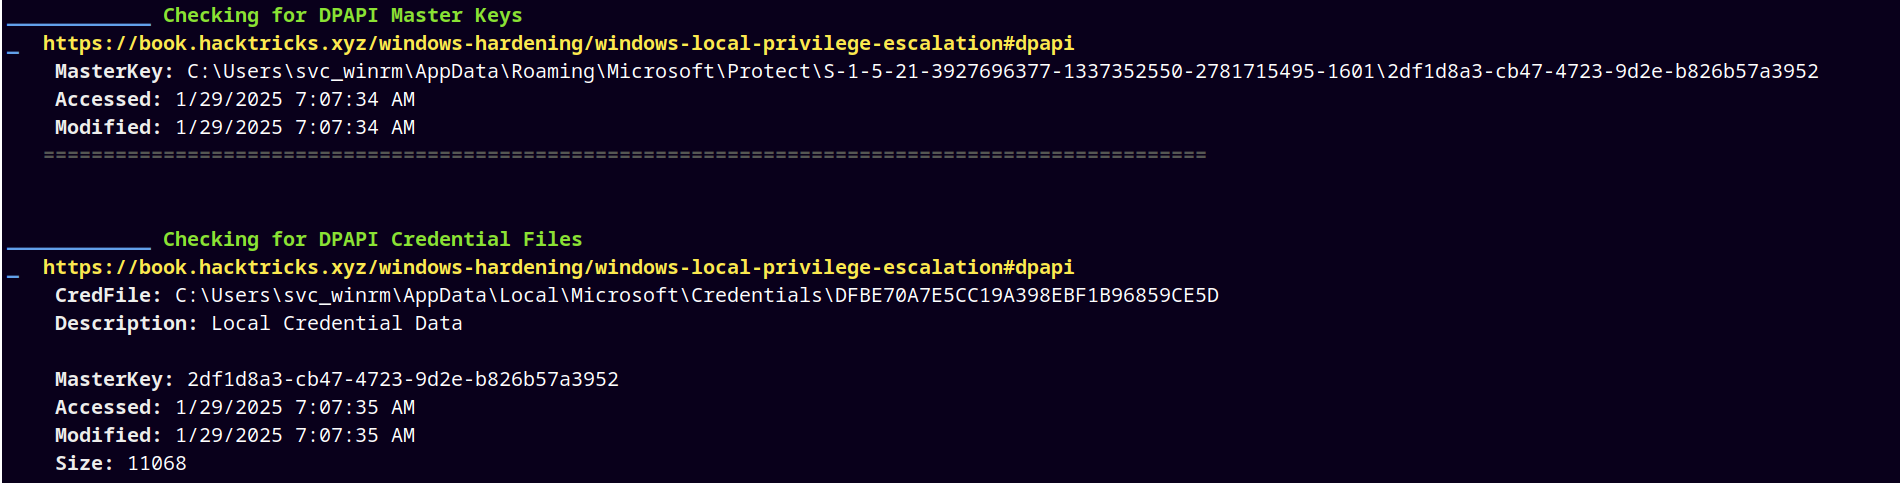 ____________ Checking for DPAPI Master Keys
_  https://book.hacktricks.xyz/windows-hardening/windows-local-privilege-escalation#dpapi
MasterKey: C:\Users\svc_winrm\AppData\Roaming\Microsoft\Protect\S-1-5-21-3927696377-1337352550-2781715495-1601\2df1d8a3-cb47-4723-9d2e-b826b57a3952
Accessed: 1/29/2025 7:07:34 AM
Modified: 1/29/2025 7:07:34 AM
=================================================================================================
____________ Checking for DPAPI Credential Files
_  https://book.hacktricks.xyz/windows-hardening/windows-local-privilege-escalation#dpapi
CredFile: C:\Users\svc_winrm\AppData\Local\Microsoft\Credentials\DFBE70A7E5CC19A398EBF1B96859CE5D
Description: Local Credential Data
MasterKey: 2df1d8a3-cb47-4723-9d2e-b826b57a3952
Accessed: 1/29/2025 7:07:35 AM
Modified: 1/29/2025 7:07:35 AM
Size: 11068